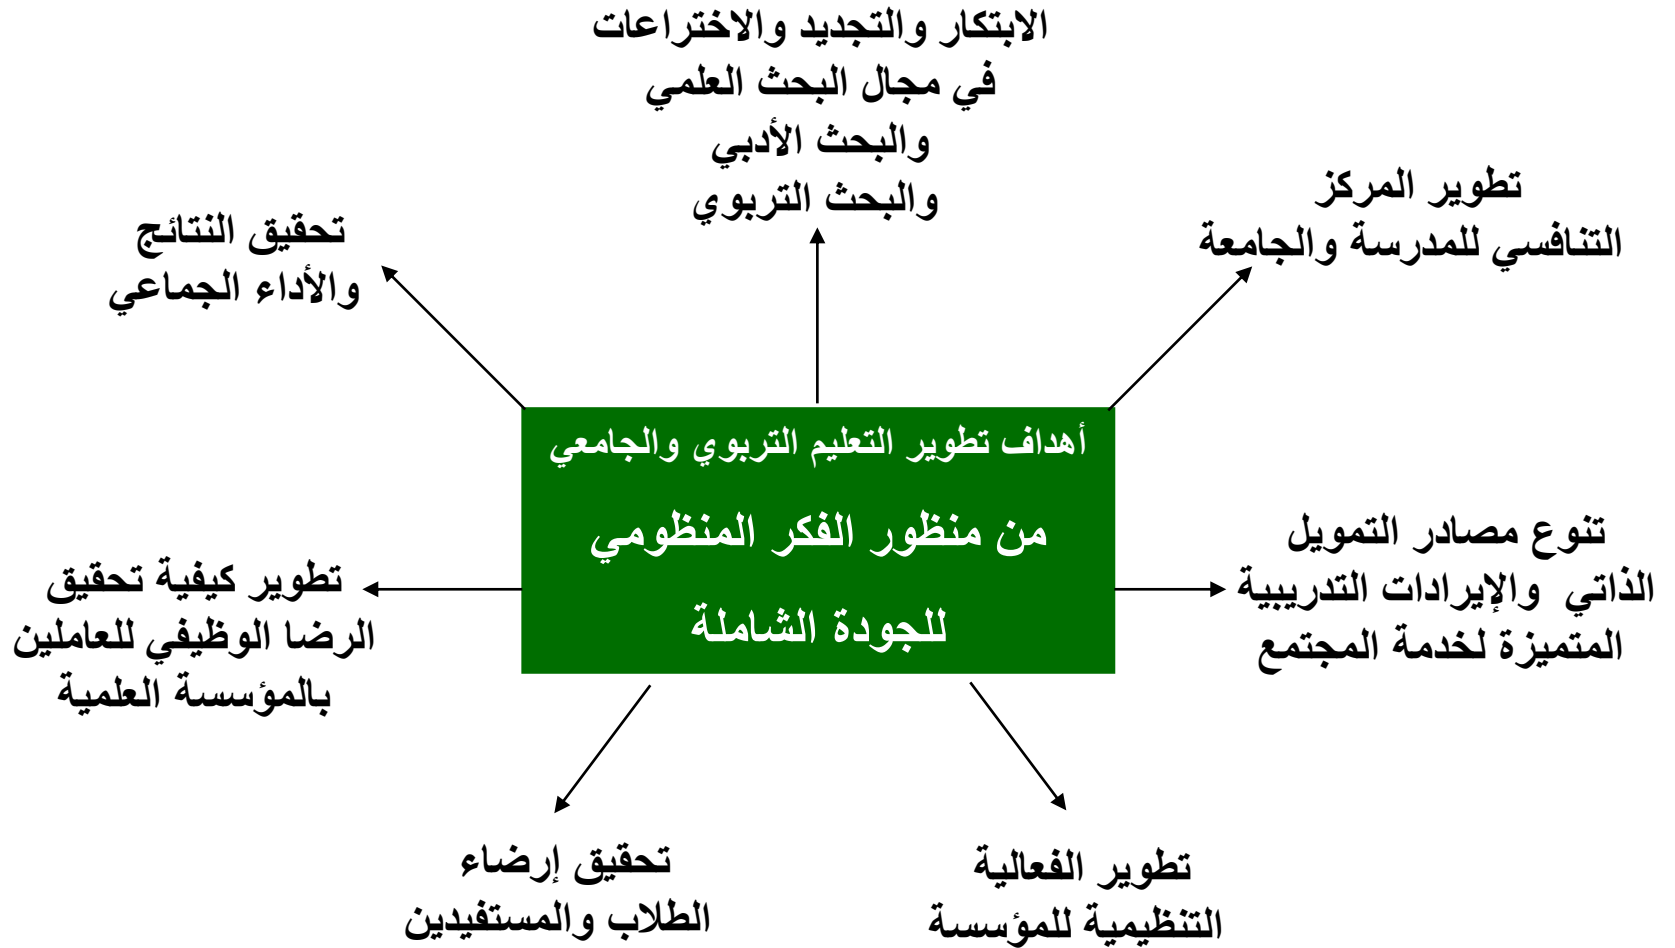 الابتكار والتجديد والاختراعات
في مجال البحث العلمي
والبحث الأدبي
والبحث التربوي
تطوير المركز
التنافسي للمدرسة والجامعة
تحقيق النتائج
والأداء الجماعي
أهداف تطوير التعليم التربوي والجامعي
من منظور الفكر المنظومي
للجودة الشاملة
تنوع مصادر التمويل
الذاتي والإيرادات التدريبية
المتميزة لخدمة المجتمع
تطوير كيفية تحقيق
الرضا الوظيفي للعاملين
بالمؤسسة العلمية
تطوير الفعالية
التنظيمية للمؤسسة
تحقيق إرضاء
الطلاب والمستفيدين